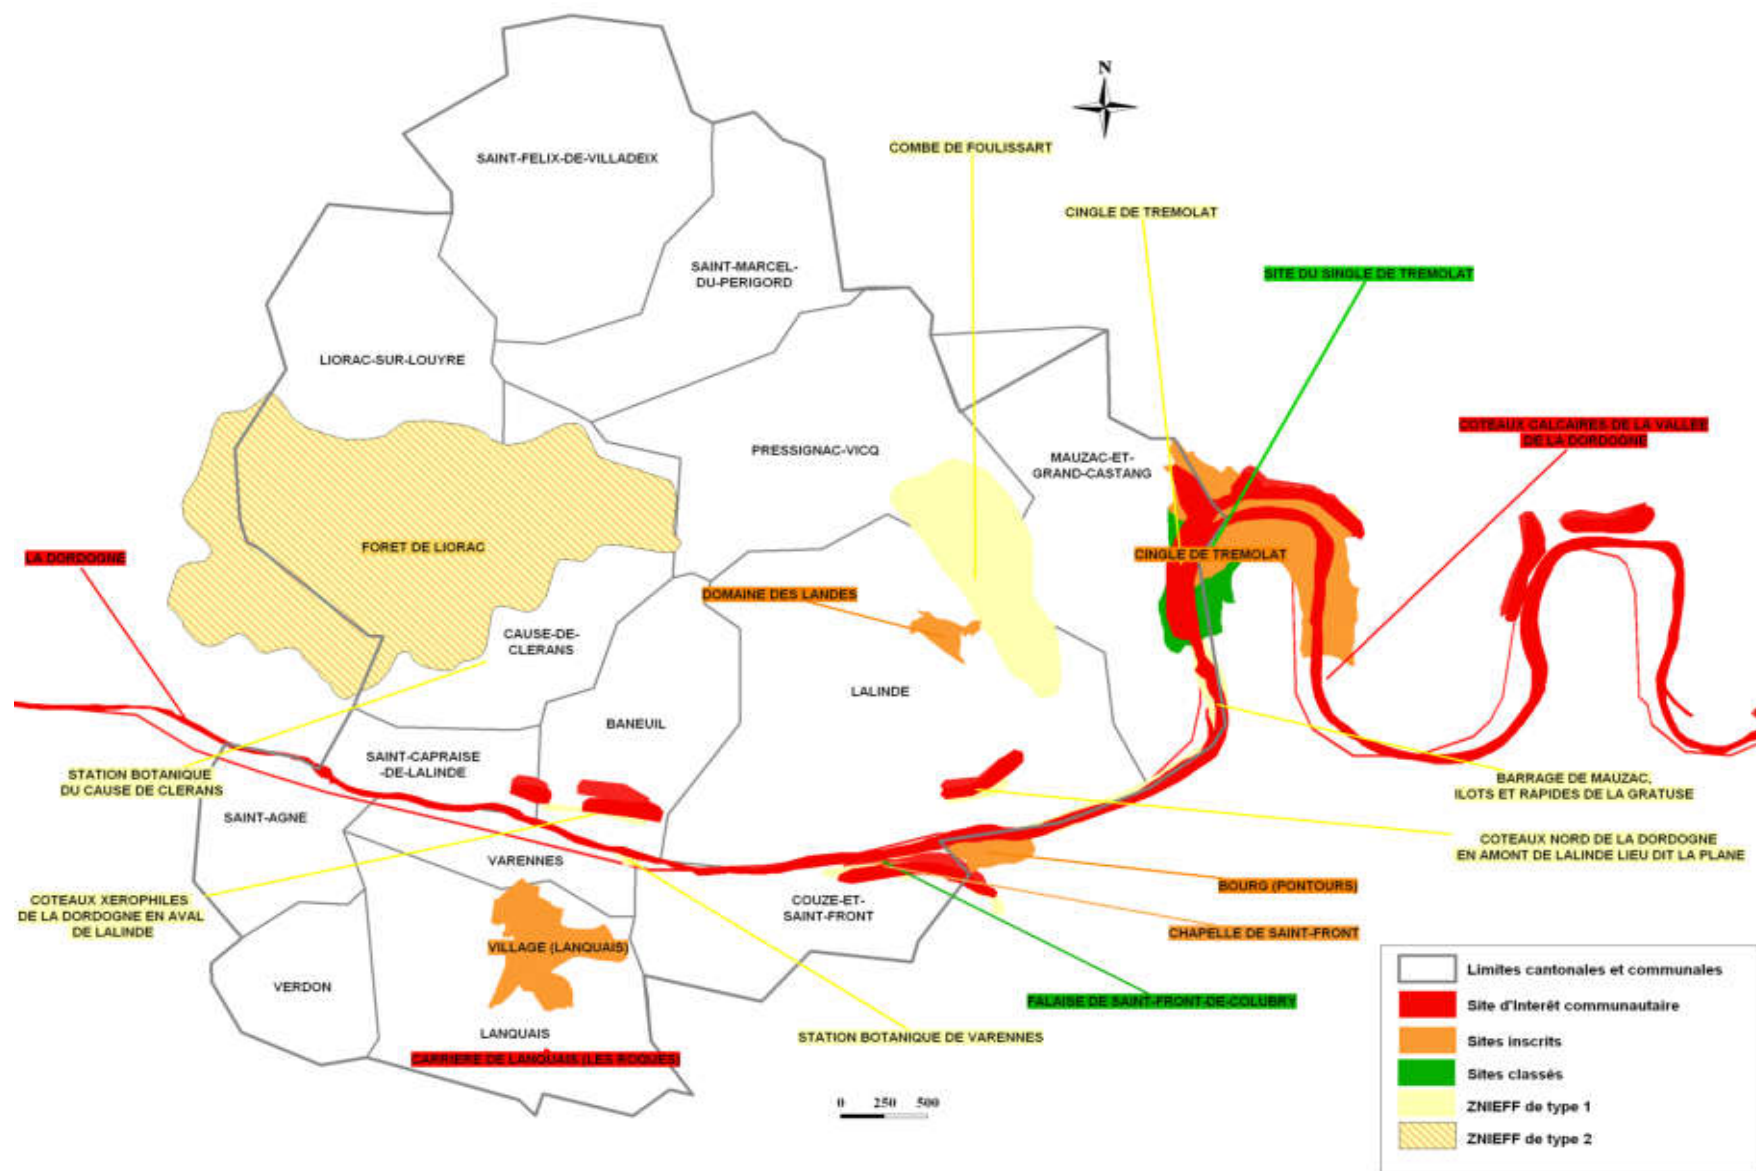 N
COMBE DE FOULISSART
SAINT-FELIX-DE-VILLADEIX
CINGLE DE TREMOLAT
SAINT-MARCEL-
DU-PERIGORD
SITE DU SINGLE DE TREMOLAT
LIORAC-SUR-LOUYRE
COTEAUX CALCAIRES DE LA VALLEE
DE LA DORDOGNE
PRESSIGNAC-VICQ
MAUZAC-ET-
GRAND-CASTANG
LA DORDOGNE
FORET DE LIORAC
CINGLE DE TREMOLAT
DOMAINE DES LANDES
CAUSE-DE-
CLERANS
LALINDE
BANEUIL
SAINT-CAPRAISE
-DE-LALINDE
STATION BOTANIQUE
DU CAUSE DE CLERANS
BARRAGE DE MAUZAC,
ILOTS ET RAPIDES DE LA GRATUSE
SAINT-AGNE
COTEAUX NORD DE LA DORDOGNE
EN AMONT DE LALINDE LIEU DIT LA PLANE
VARENNES
BOURG (PONTOURS)
COTEAUX XEROPHILES
DE LA DORDOGNE EN AVAL
DE LALINDE
COUZE-ET-
SAINT-FRONT
CHAPELLE DE SAINT-FRONT
VILLAGE (LANQUAIS)
VERDON
FALAISE DE SAINT-FRONT-DE-COLUBRY
LANQUAIS
STATION BOTANIQUE DE VARENNES
CARRIERE DE LANQUAIS (LES ROQUES)
0 250 500
Limites cantonales et communales
Site d'Interêt communautaire
Sites inscrits
Sites classés
ZNIEFF de type 1
ZNIEFF de type 2